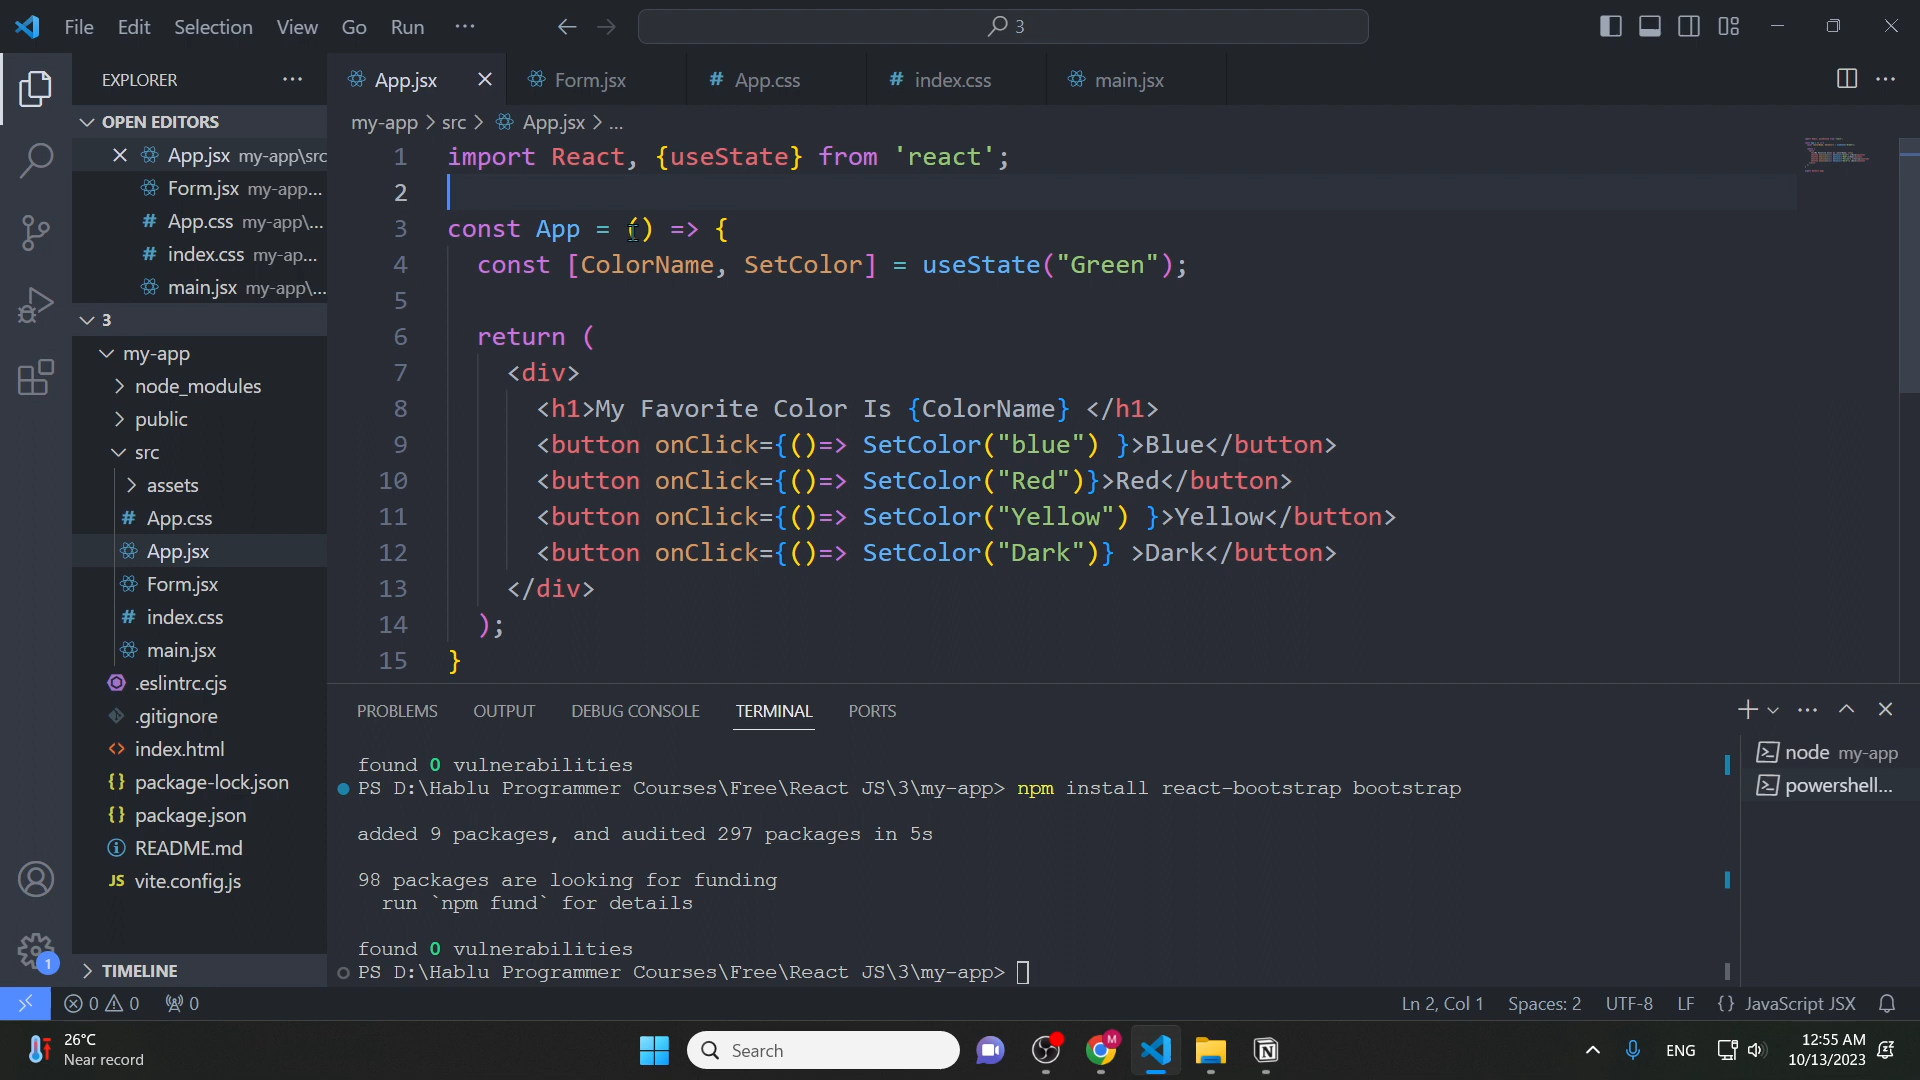 File Edit Selection View Go Run ··· 3
EXPLORER ···
App.jsx Form.jsx # App.css # index.css main.jsx
OPEN EDITORS
my-app > src > App.jsx > ...
App.jsx my-app\src
Form.jsx my-app...
# App.css my-app\...
# index.css my-ap...
main.jsx my-app\...
3
my-app
node_modules
public
src
assets
# App.css
App.jsx
Form.jsx
# index.css
main.jsx
.eslintrc.cjs
.gitignore
<> index.html
{} package-lock.json
{} package.json
README.md
JS vite.config.js
TIMELINE
1 import React, {useState} from 'react';
2
3 const App = () => {
4 const [ColorName, SetColor] = useState("Green");
5
6 return (
7 <div>
8 <h1>My Favorite Color Is {ColorName} </h1>
9 <button onClick={()=> SetColor("blue") }>Blue</button>
10 <button onClick={()=> SetColor("Red")}>Red</button>
11 <button onClick={()=> SetColor("Yellow") }>Yellow</button>
12 <button onClick={()=> SetColor("Dark")} >Dark</button>
13 </div>
14 );
15 }
PROBLEMS OUTPUT DEBUG CONSOLE TERMINAL PORTS
found 0 vulnerabilities
PS D:\Hablu Programmer Courses\Free\React JS\3\my-app> npm install react-bootstrap bootstrap
added 9 packages, and audited 297 packages in 5s
98 packages are looking for funding
run `npm fund` for details
found 0 vulnerabilities
PS D:\Hablu Programmer Courses\Free\React JS\3\my-app>
node my-app
powershell...
1
0 0 0
Ln 2, Col 1 Spaces: 2 UTF-8 LF {} JavaScript JSX
26°C
Near record
Search
M
ENG
12:55 AM
10/13/2023